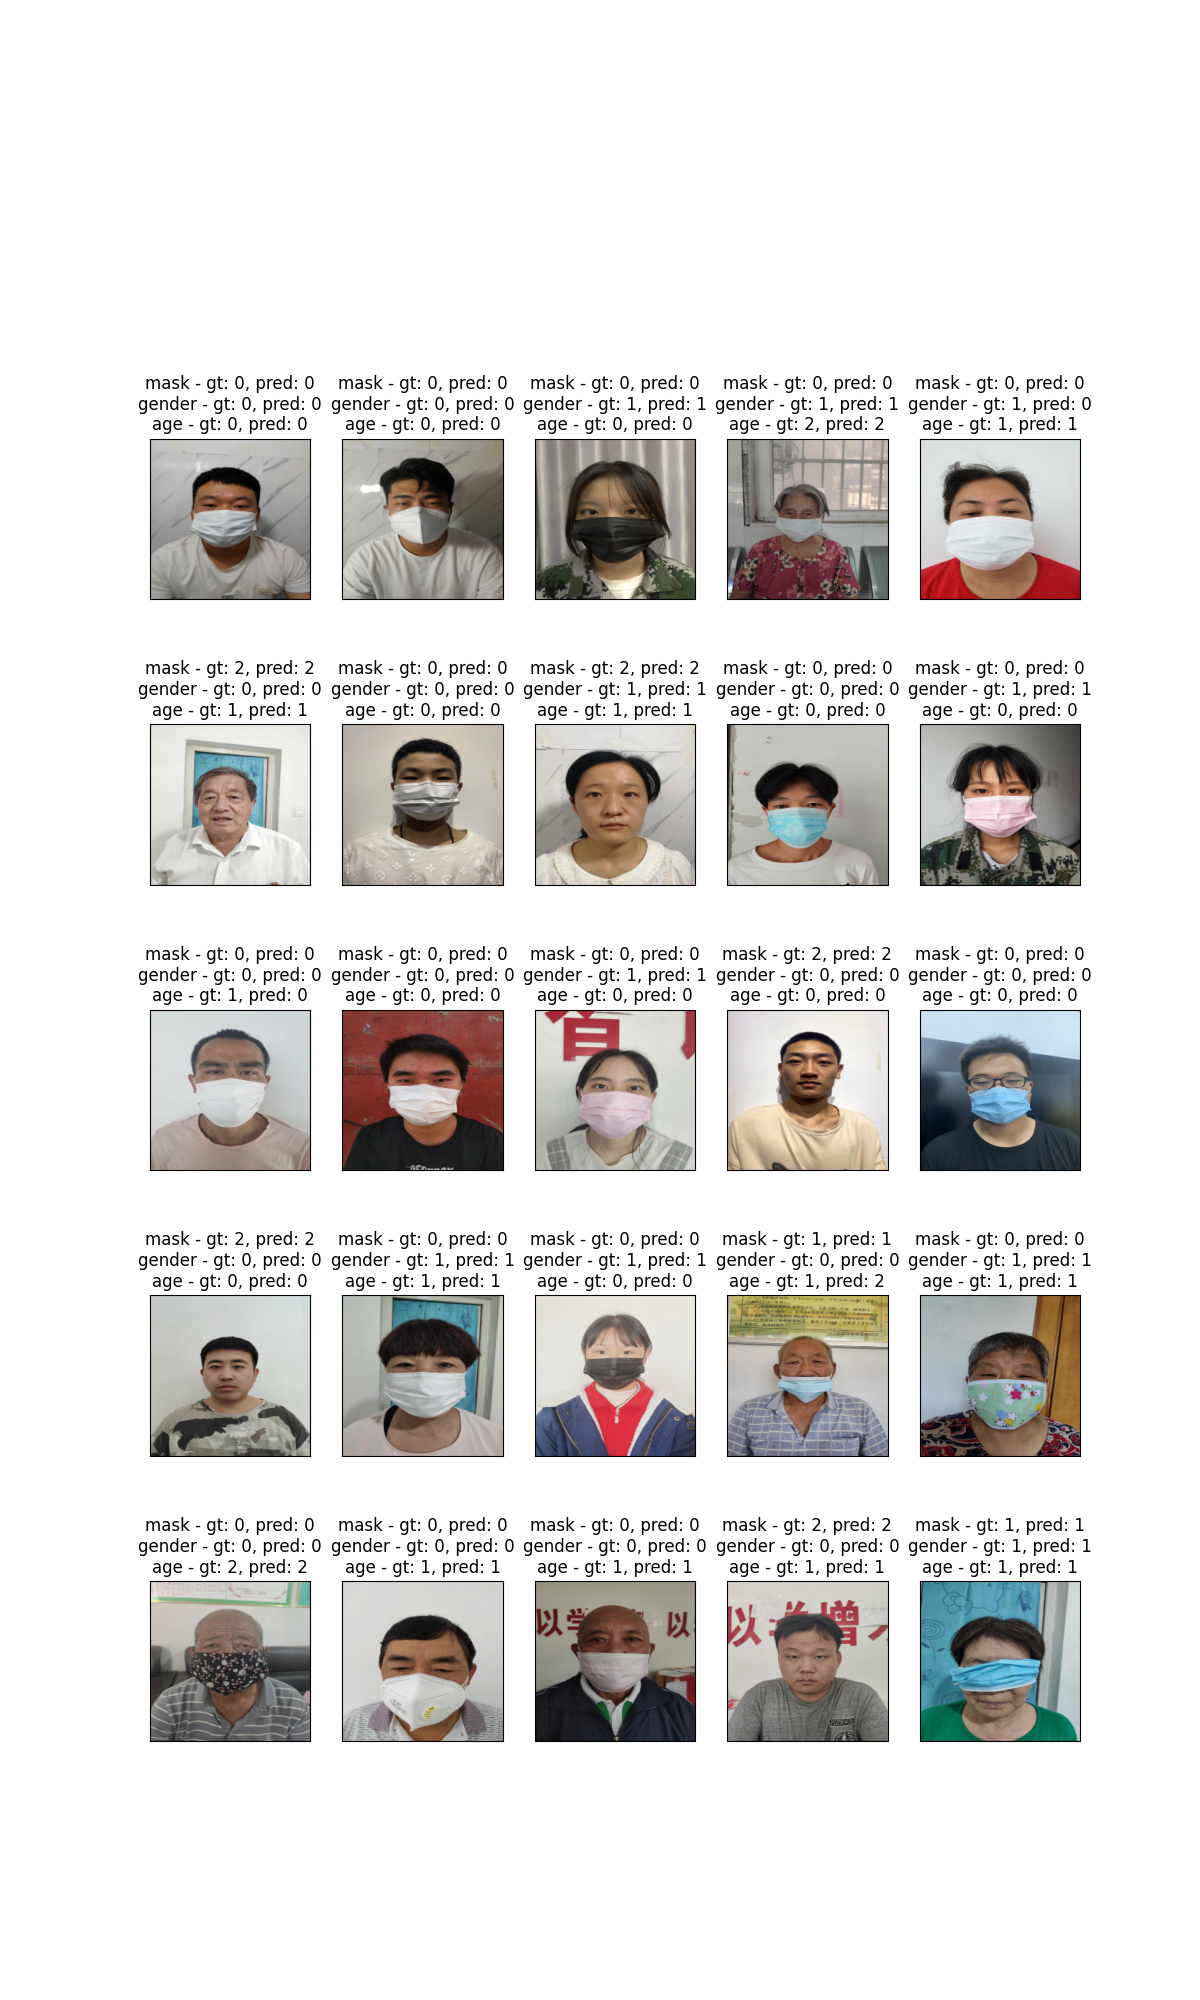 mask - gt: 0, pred: 0
gender - gt: 0, pred: 0
age - gt: 0, pred: 0
mask - gt: 0, pred: 0
gender - gt: 0, pred: 0
age - gt: 0, pred: 0
mask - gt: 0, pred: 0
gender - gt: 1, pred: 1
age - gt: 0, pred: 0
mask - gt: 0, pred: 0
gender - gt: 1, pred: 1
age - gt: 2, pred: 2
mask - gt: 0, pred: 0
gender - gt: 1, pred: 0
age - gt: 1, pred: 1
mask - gt: 2, pred: 2
gender - gt: 0, pred: 0
age - gt: 1, pred: 1
mask - gt: 0, pred: 0
gender - gt: 0, pred: 0
age - gt: 0, pred: 0
mask - gt: 2, pred: 2
gender - gt: 1, pred: 1
age - gt: 1, pred: 1
mask - gt: 0, pred: 0
gender - gt: 0, pred: 0
age - gt: 0, pred: 0
mask - gt: 0, pred: 0
gender - gt: 1, pred: 1
age - gt: 0, pred: 0
mask - gt: 0, pred: 0
gender - gt: 0, pred: 0
age - gt: 1, pred: 0
mask - gt: 0, pred: 0
gender - gt: 0, pred: 0
age - gt: 0, pred: 0
mask - gt: 0, pred: 0
gender - gt: 1, pred: 1
age - gt: 0, pred: 0
mask - gt: 2, pred: 2
gender - gt: 0, pred: 0
age - gt: 0, pred: 0
mask - gt: 0, pred: 0
gender - gt: 0, pred: 0
age - gt: 0, pred: 0
mask - gt: 2, pred: 2
gender - gt: 0, pred: 0
age - gt: 0, pred: 0
mask - gt: 0, pred: 0
gender - gt: 1, pred: 1
age - gt: 1, pred: 1
mask - gt: 0, pred: 0
gender - gt: 1, pred: 1
age - gt: 0, pred: 0
mask - gt: 1, pred: 1
gender - gt: 0, pred: 0
age - gt: 1, pred: 2
mask - gt: 0, pred: 0
gender - gt: 1, pred: 1
age - gt: 1, pred: 1
mask - gt: 0, pred: 0
gender - gt: 0, pred: 0
age - gt: 2, pred: 2
mask - gt: 0, pred: 0
gender - gt: 0, pred: 0
age - gt: 1, pred: 1
mask - gt: 0, pred: 0
gender - gt: 0, pred: 0
age - gt: 1, pred: 1
以学
以
mask - gt: 2, pred: 2
gender - gt: 0, pred: 0
age - gt: 1, pred: 1
以 增
mask - gt: 1, pred: 1
gender - gt: 1, pred: 1
age - gt: 1, pred: 1